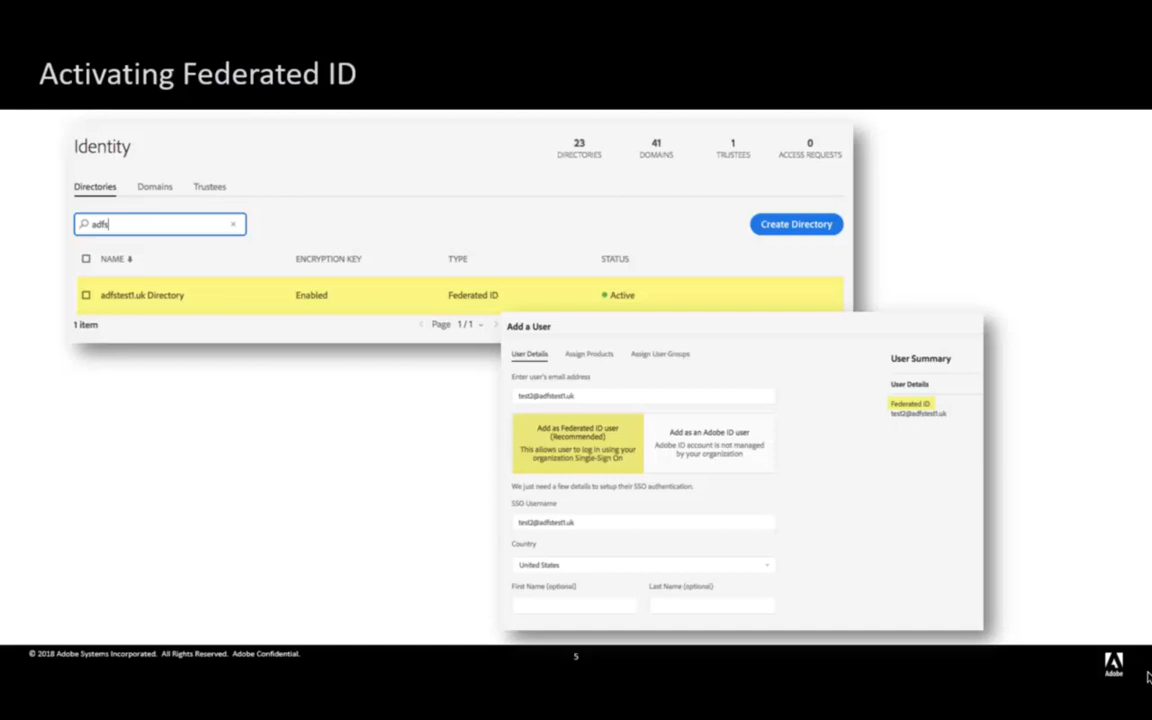 Activating Federated ID
Identity
23
DIRECTORIES
41
DOMAINS
1
TRUSTEES
0
ACCESS REQUESTS
Directories Domains Trustees
adfs
Create Directory
NAME ENCRYPTION KEY TYPE STATUS
adfstest1.uk Directory Enabled Federated ID Active
1 item
Page 1 / 1
Add a User
User Details Assign Products Assign User Groups
Enter user's email address
test2@adfstest1.uk
Add as Federated ID user
(Recommended)
This allows user to log in using your
organization Single-Sign On
Add as an Adobe ID user
Adobe ID account is not managed
by your organization
We just need a few details to setup their SSO authentication.
SSO Username
test2@adfstest1.uk
Country
United States
First Name (optional) Last Name (optional)
User Summary
User Details
Federated ID
test2@adfstest1.uk
© 2018 Adobe Systems Incorporated. All Rights Reserved. Adobe Confidential.
5
Adobe